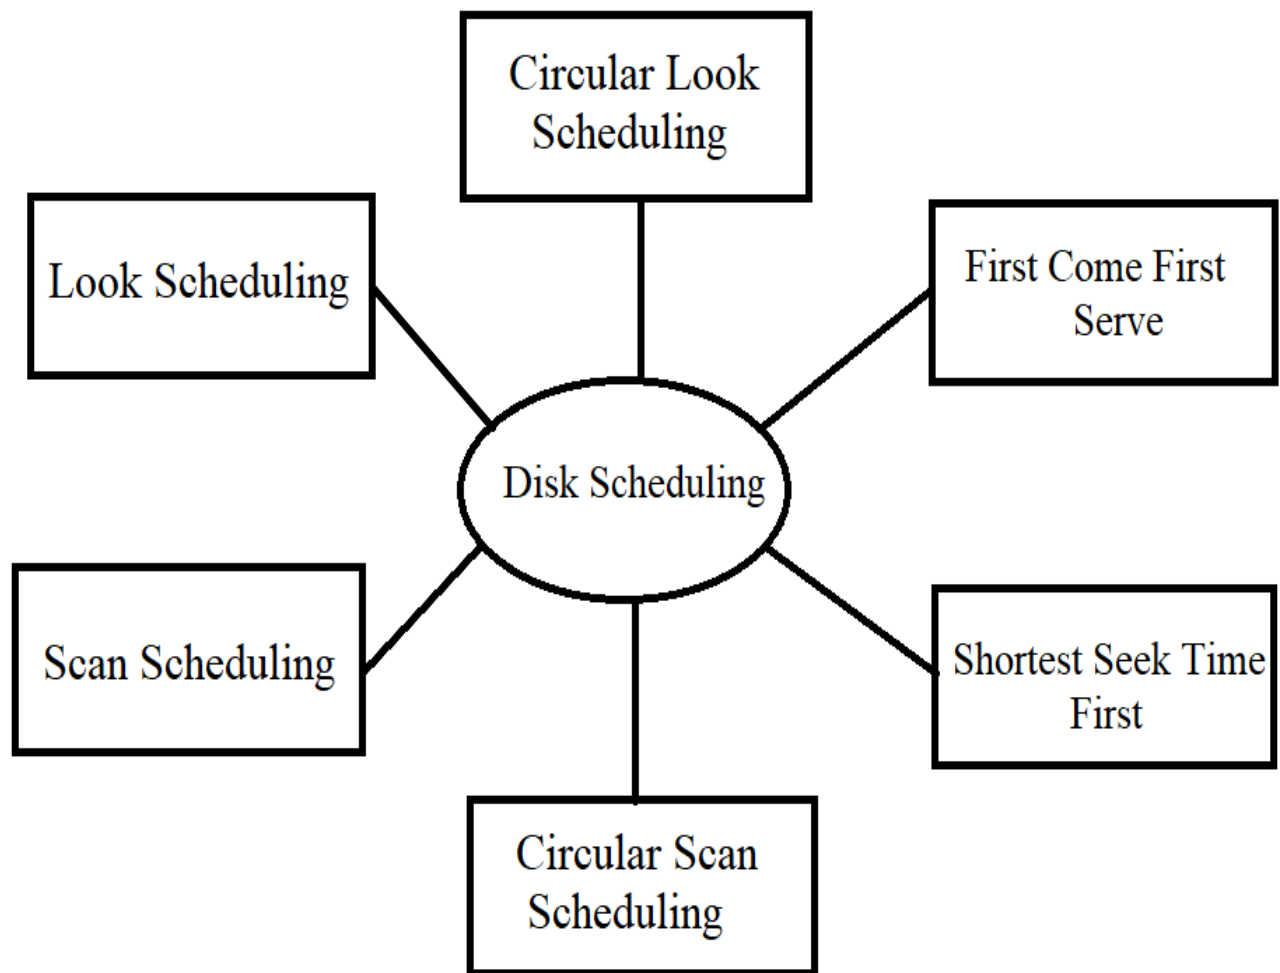 Circular Look
Scheduling
Look Scheduling
First Come First
Serve
Disk Scheduling
Scan Scheduling
Shortest Seek Time
First
Circular Scan
Scheduling